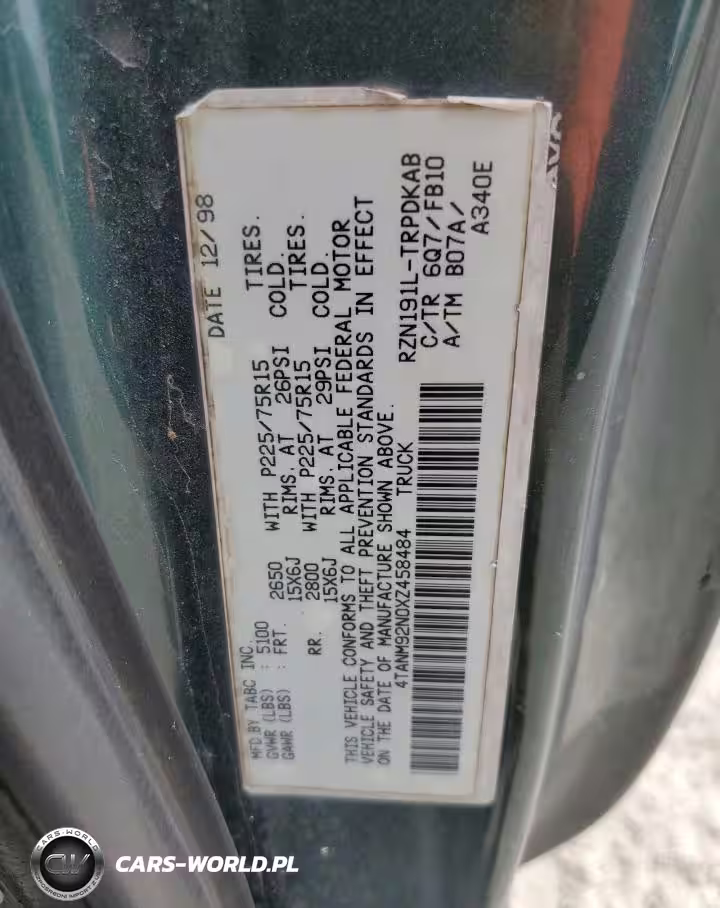 DATE 12/98
MFD BY TABC INC.
GVWR (LBS) : 5100
GAWR (LBS) : FRT. 2650 WITH P225/75R15 TIRES.
15X6J RIMS. AT 26PSI COLD.
RR. 2800 WITH P225/75R15 TIRES.
15X6J RIMS. AT 29PSI COLD.
THIS VEHICLE CONFORMS TO ALL APPLICABLE FEDERAL MOTOR
VEHICLE SAFETY AND THEFT PREVENTION STANDARDS IN EFFECT
ON THE DATE OF MANUFACTURE SHOWN ABOVE.
4TANM92N0XZ458484 TRUCK
RZN191L-TRPDKAB
C/TR 6Q7/FB10
A/TM B07A/
A340E
CARS-WORLD
CW
CARS-WORLD.PL